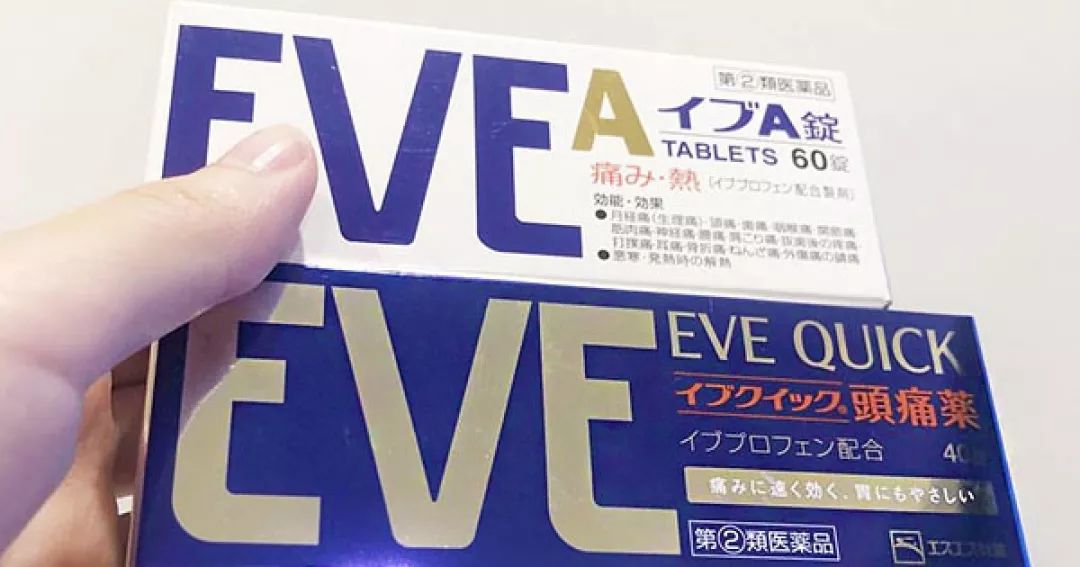 EVE A
第②類医薬品
イブA錠
TABLETS 60錠
痛み・熱 (イブプロフェン配合製剤)
効能・効果
●月経痛(生理痛)・頭痛・歯痛・咽喉痛・関節痛
筋肉痛・神経痛・腰痛・肩こり痛・抜歯後の疼痛
打撲痛・耳痛・骨折痛・ねんざ痛・外傷痛の鎮痛
●悪寒・発熱時の解熱
EVE
EVE QUICK
イブクイック®頭痛薬
イブプロフェン配合 40錠
痛みに速く効く、胃にもやさしい
第②類医薬品
エスエス製薬